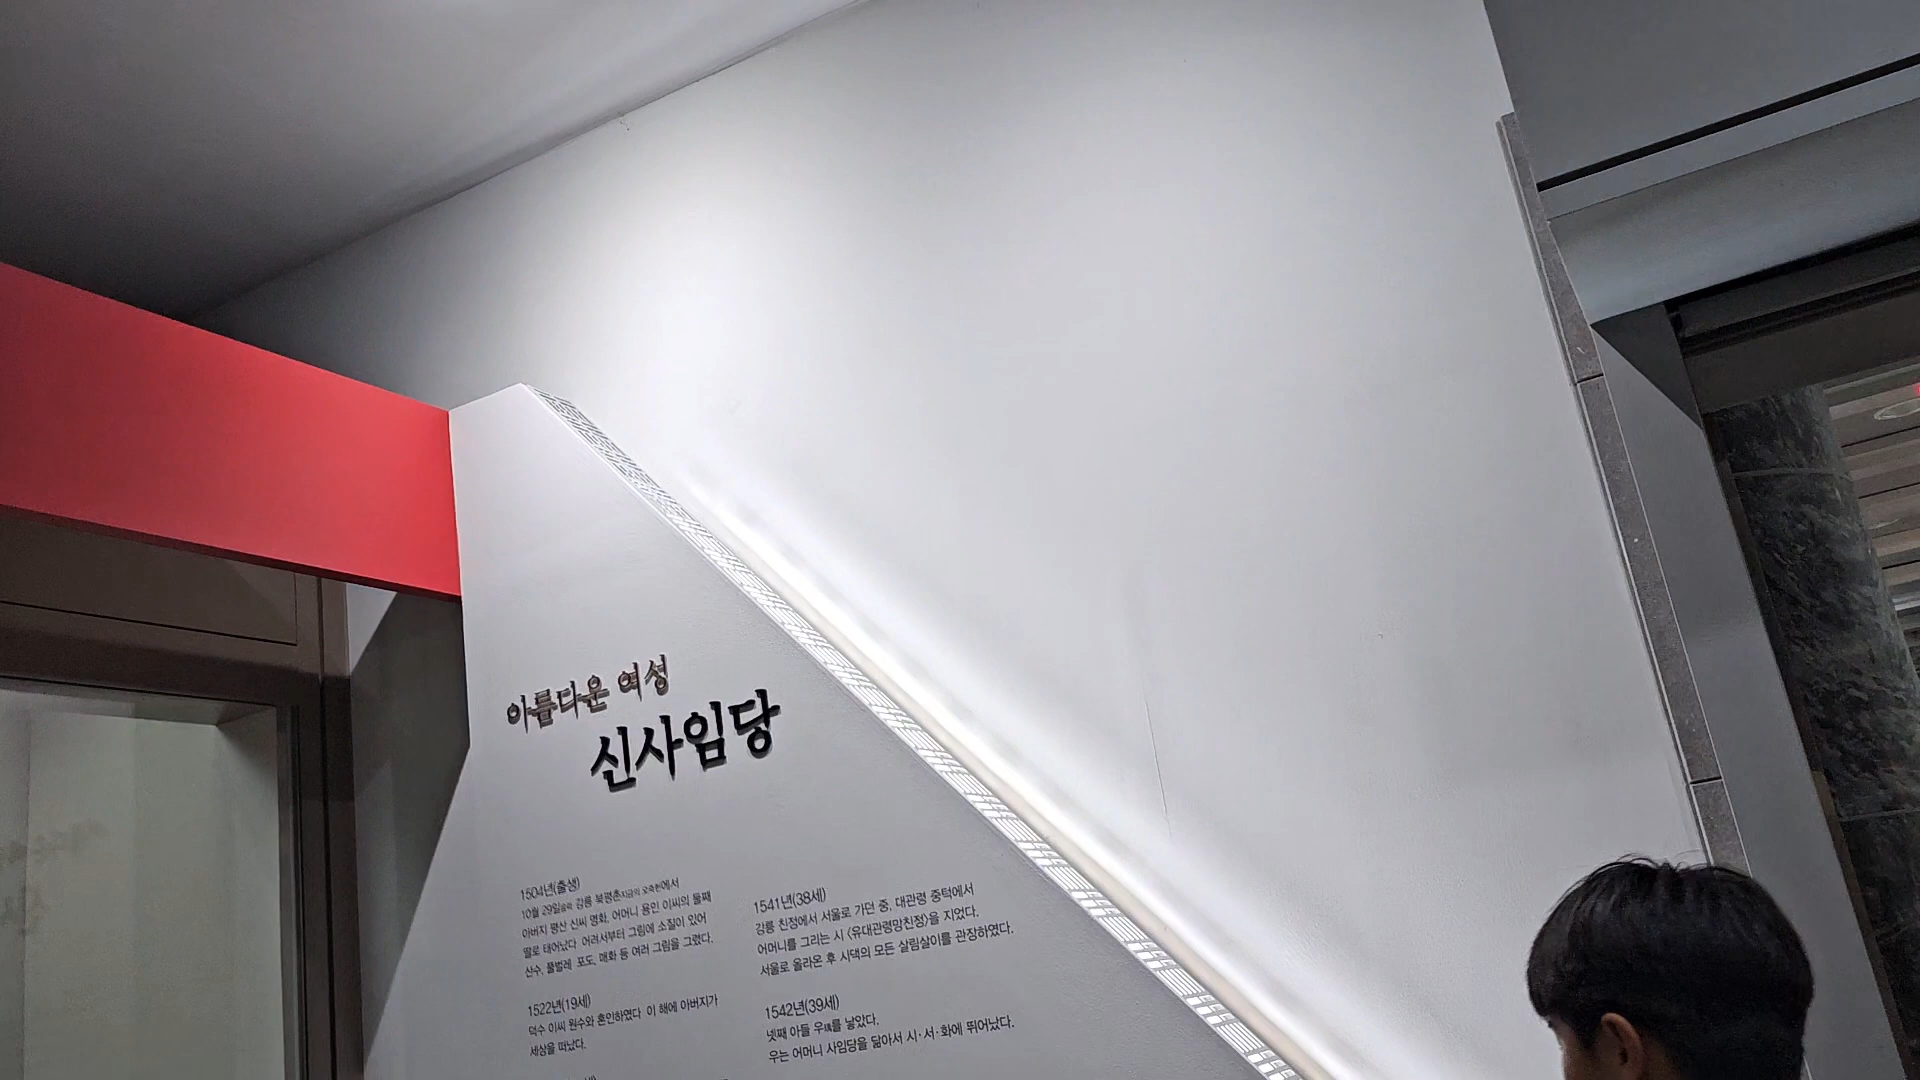 아름다운 여성
신사임당
1504년(출생)
10월 29일음력 강릉 북평촌지금의 오죽헌에서
아버지 평산 신씨 명화, 어머니 용인 이씨의 둘째
딸로 태어났다 어려서부터 그림에 소질이 있어
산수, 풀벌레 포도, 매화 등 여러 그림을 그렸다.
1522년(19세)
덕수 이씨 원수와 혼인하였다 이 해에 아버지가
세상을 떠났다.
1541년(38세)
강릉 친정에서 서울로 가던 중, 대관령 중턱에서
어머니를 그리는 시 〈유대관령망친정〉을 지었다.
서울로 올라온 후 시댁의 모든 살림살이를 관장하였다.
1542년(39세)
넷째 아들 우瑀를 낳았다.
우는 어머니 사임당을 닮아서 시·서·화에 뛰어났다.